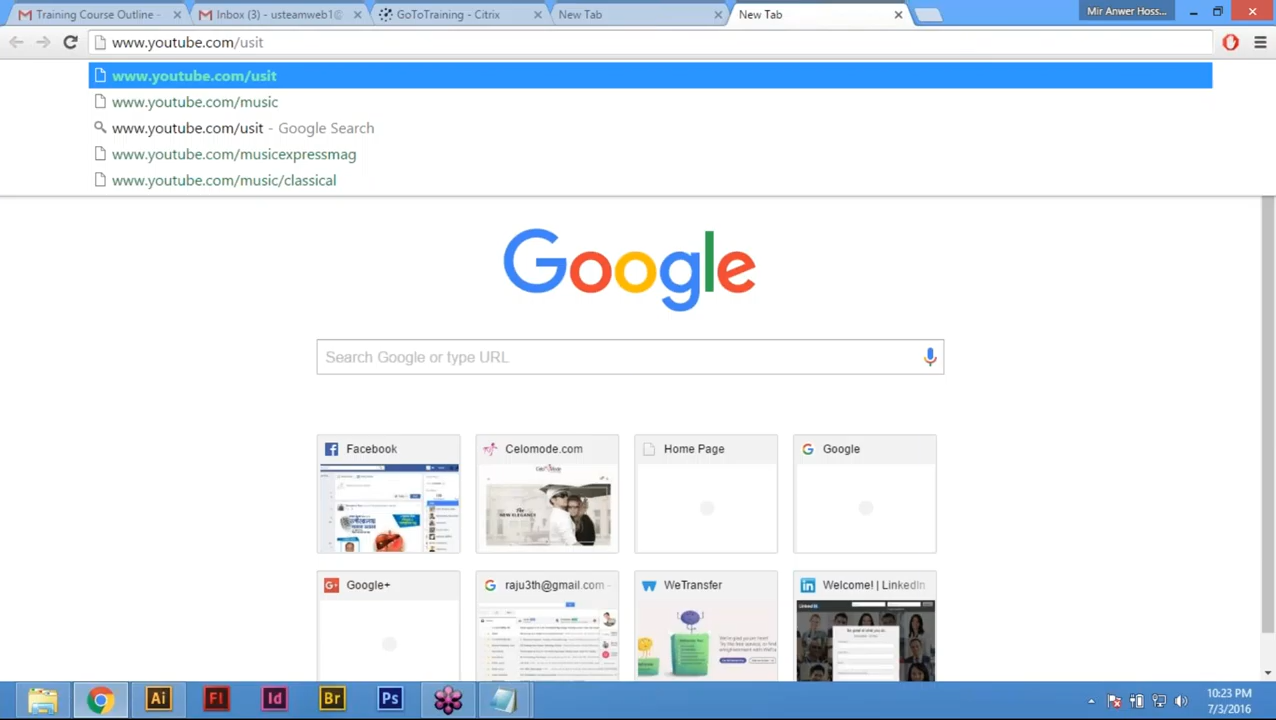 Training Course Outline -
Inbox (3) - usteamweb1@
GoToTraining - Citrix
New Tab
New Tab
Mir Anwer Hoss...
www.youtube.com/usit
www.youtube.com/usit
www.youtube.com/music
www.youtube.com/usit - Google Search
www.youtube.com/musicexpressmag
www.youtube.com/music/classical
Google
Search Google or type URL
Facebook
Celomode.com
Home Page
Google
Google+
raju3th@gmail.com -
WeTransfer
Welcome! | LinkedIn
Ai
Fl
Id
Br
Ps
10:23 PM
7/3/2016